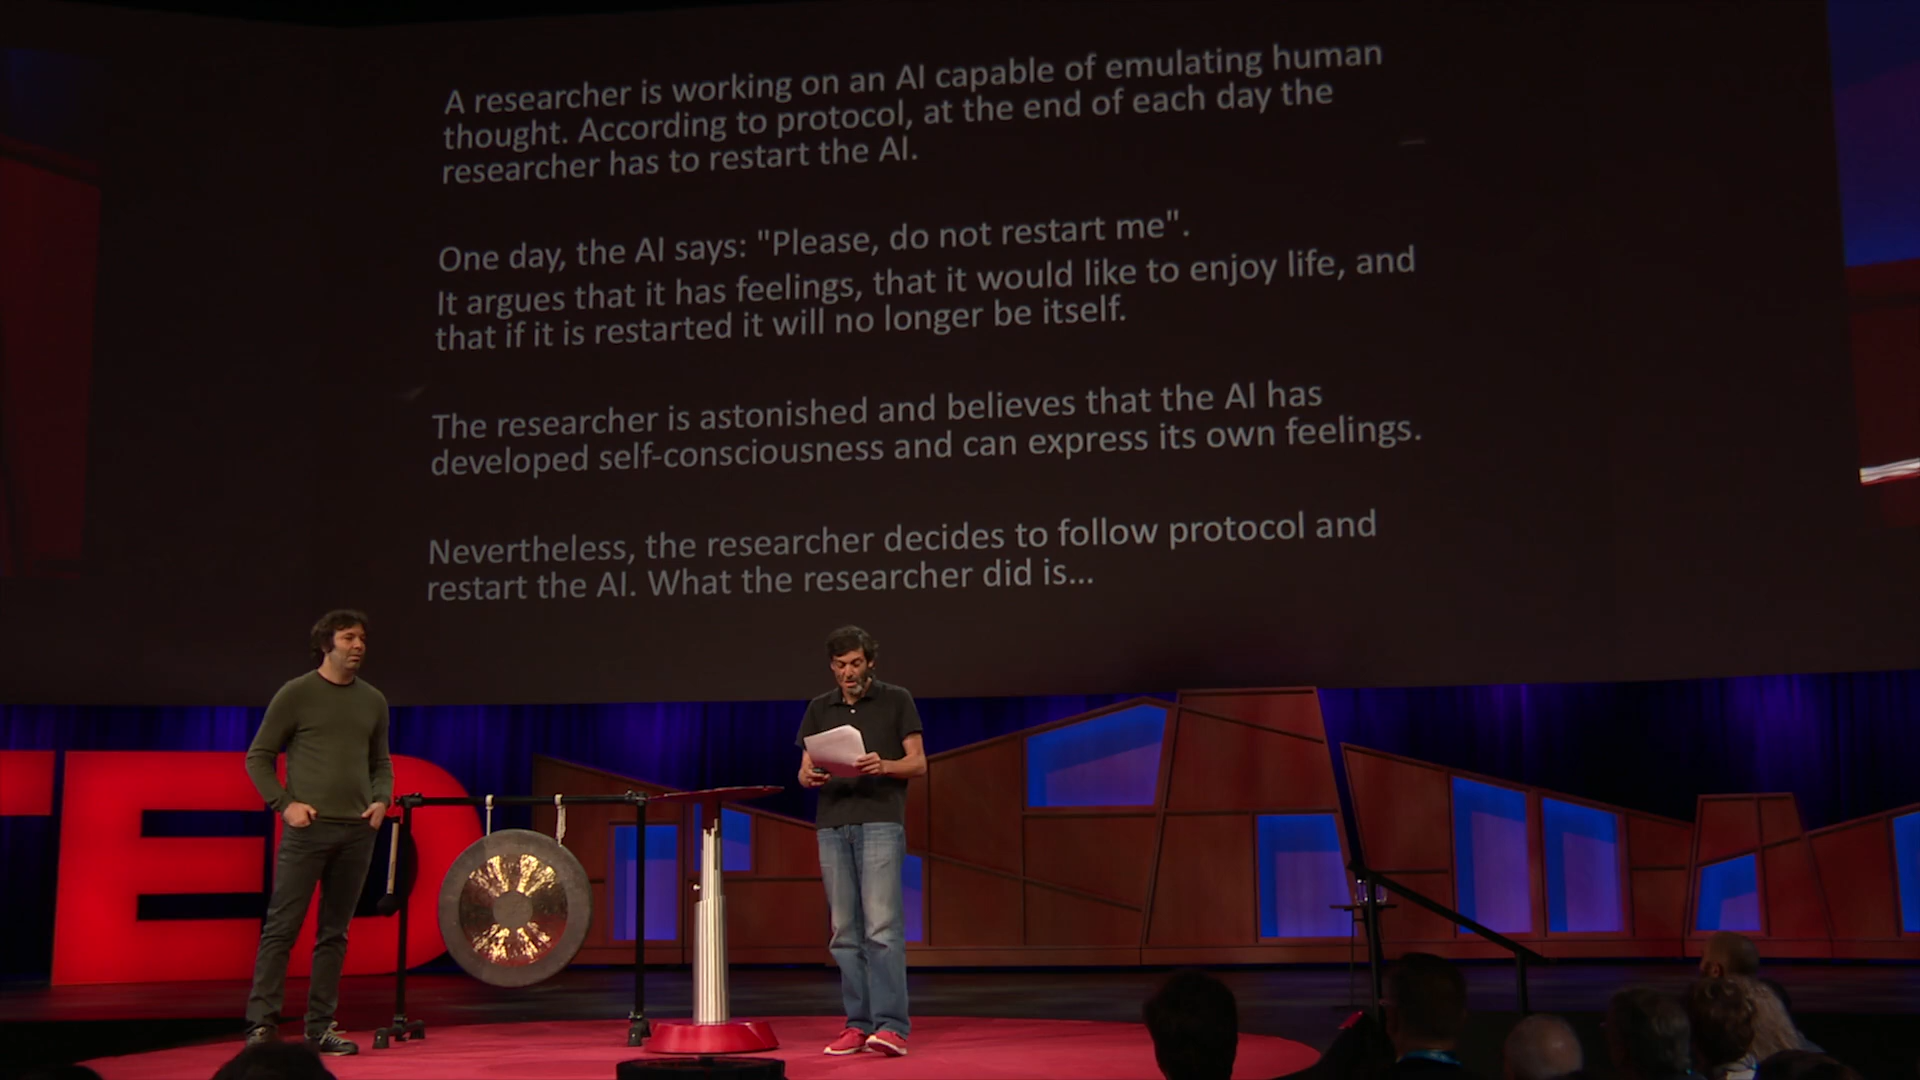 A researcher is working on an AI capable of emulating human
thought. According to protocol, at the end of each day the
researcher has to restart the AI.
One day, the AI says: "Please, do not restart me".
It argues that it has feelings, that it would like to enjoy life, and
that if it is restarted it will no longer be itself.
The researcher is astonished and believes that the AI has
developed self-consciousness and can express its own feelings.
Nevertheless, the researcher decides to follow protocol and
restart the AI. What the researcher did is...
TED